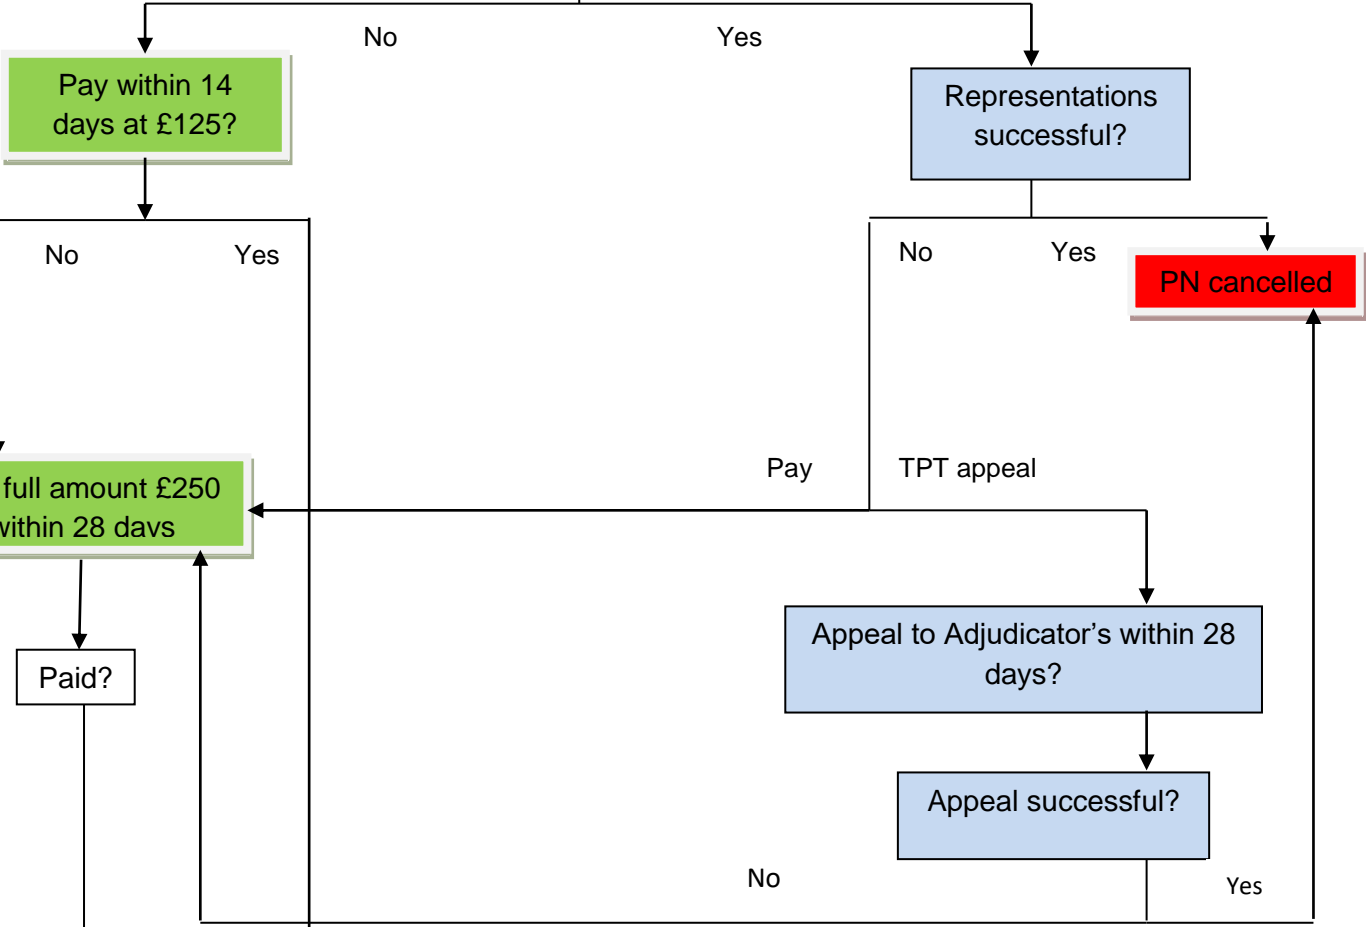 No
Yes
Pay within 14
days at £125?
Representations
successful?
No
Yes
No
Yes
PN cancelled
Pay
TPT appeal
full amount £250
within 28 days
Appeal to Adjudicator’s within 28
days?
Paid?
Appeal successful?
No
Yes